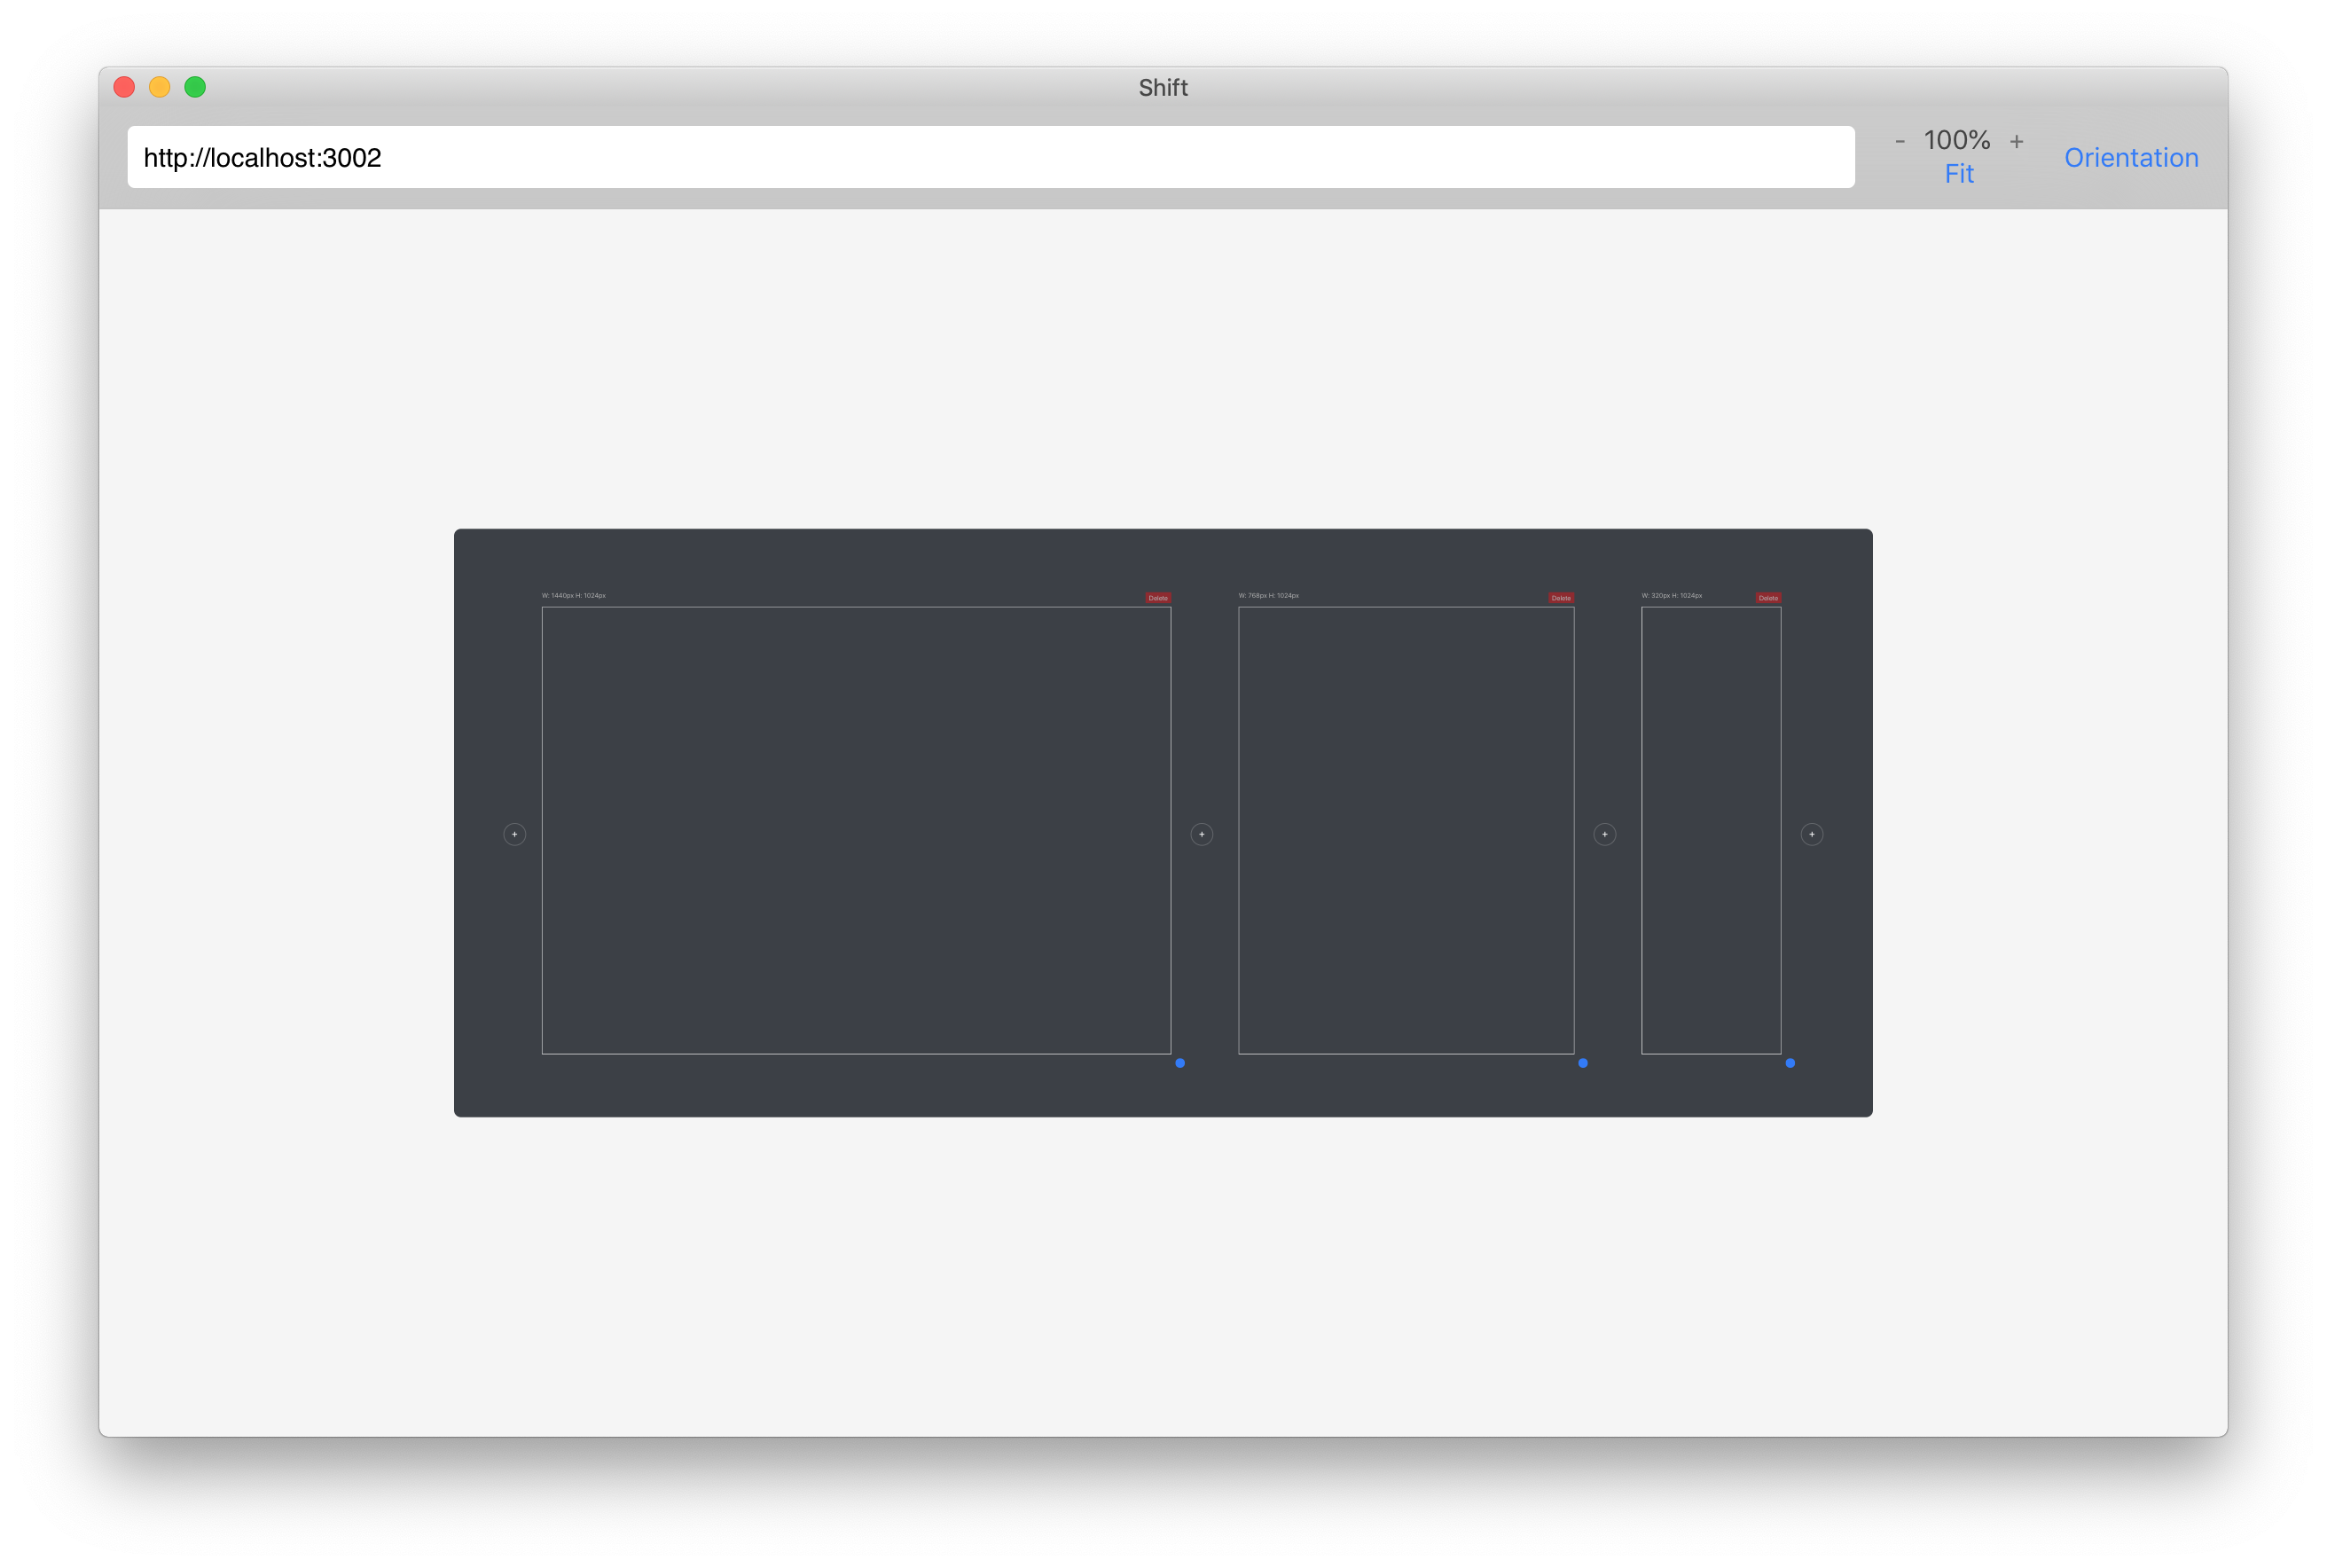 Shift
http://localhost:3002
- 100% +
Fit
Orientation
W: 1440px H: 1024px
Delete
W: 768px H: 1024px
Delete
W: 320px H: 1024px
Delete
+
+
+
+